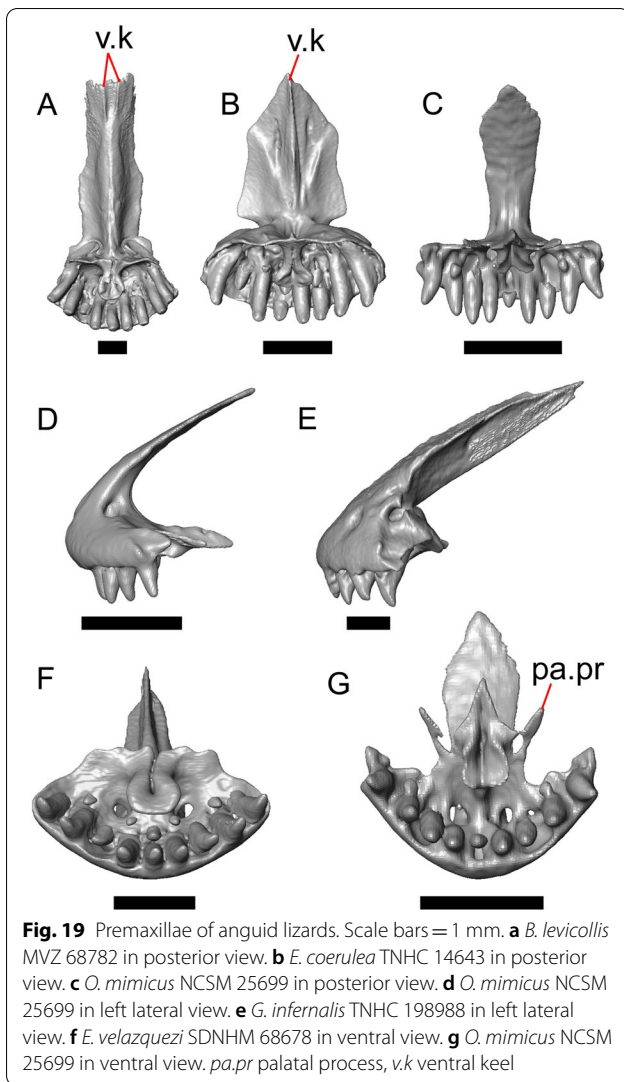 v.k
v.k
A
B
C
D
E
F
G
pa.pr
Fig. 19 Premaxillae of anguid lizards. Scale bars = 1 mm. a B. levicollis
MVZ 68782 in posterior view. b E. coerulea TNHC 14643 in posterior
view. c O. mimicus NCSM 25699 in posterior view. d O. mimicus NCSM
25699 in left lateral view. e G. infernalis TNHC 198988 in left lateral
view. f E. velazquezi SDNHM 68678 in ventral view. g O. mimicus NCSM
25699 in ventral view. pa.pr palatal process, v.k ventral keel